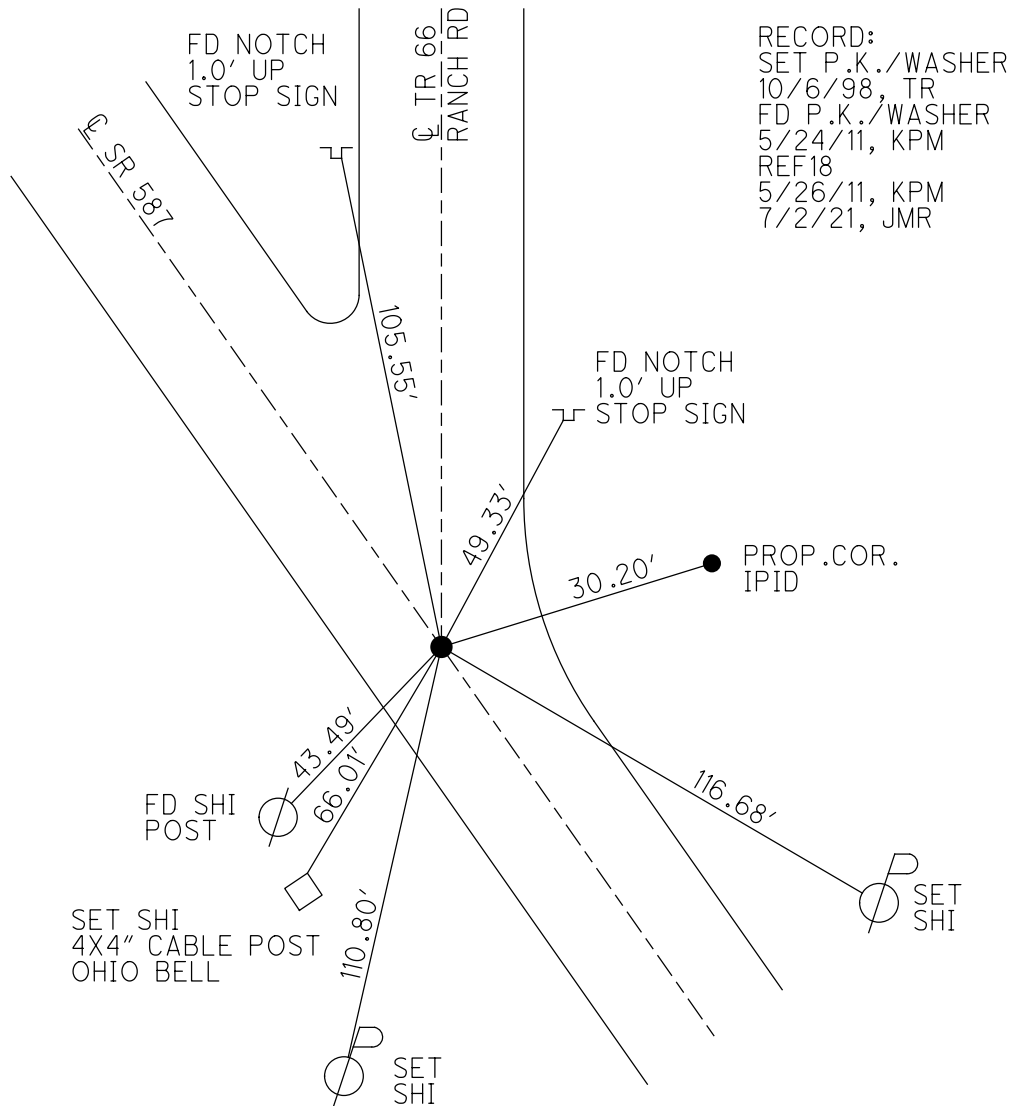 FD NOTCH
1.0' UP
STOP SIGN
℄ TR 66
RANCH RD
RECORD:
SET P.K./WASHER
10/6/98, TR
FD P.K./WASHER
5/24/11, KPM
REF18
5/26/11, KPM
7/2/21, JMR
℄ SR 587
105.55'
FD NOTCH
1.0' UP
STOP SIGN
49.33'
30.20'
PROP.COR.
IPID
43.49'
66.01'
116.68'
FD SHI
POST
SET SHI
4X4" CABLE POST
OHIO BELL
110.80'
SET
SHI
SET
SHI